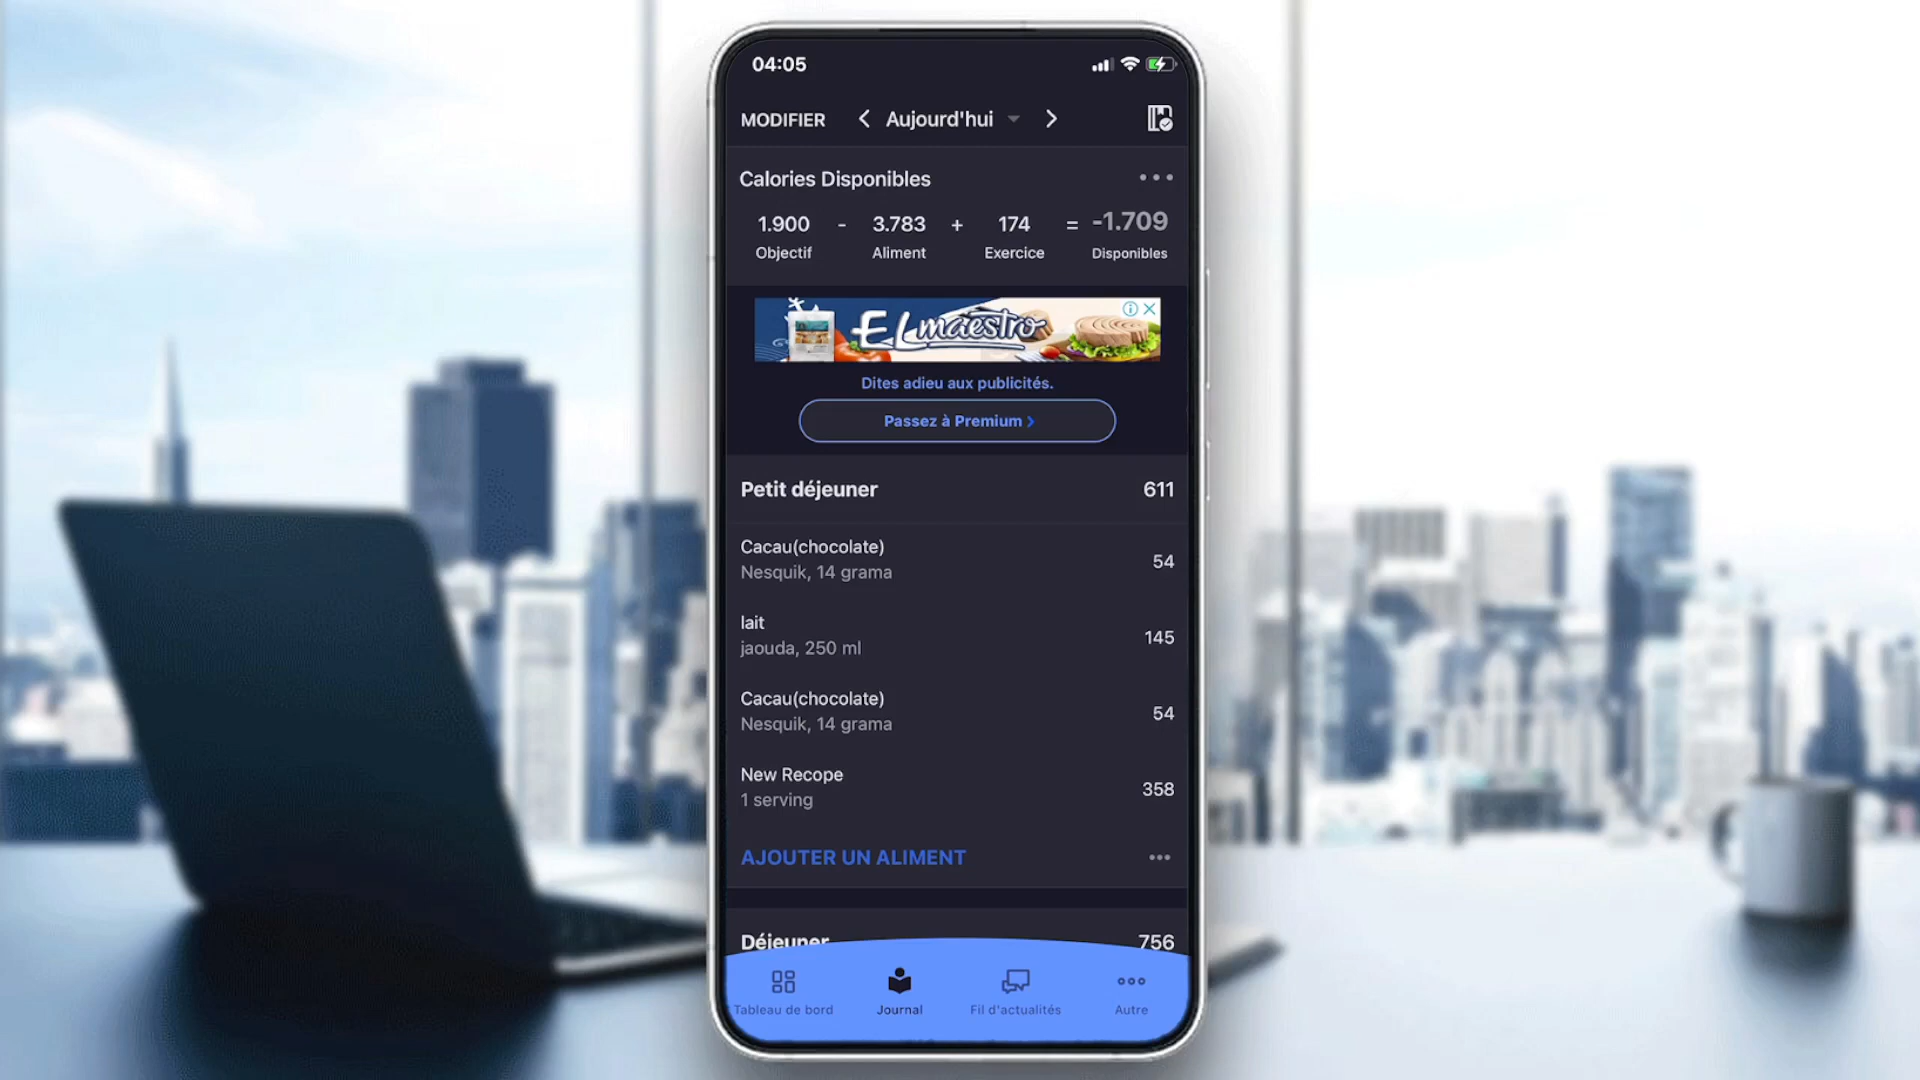 04:05
MODIFIER < Aujourd'hui >
Calories Disponibles
1.900 - 3.783 + 174 = -1.709
Objectif Aliment Exercice Disponibles
EL maestro
Dites adieu aux publicités.
Passez à Premium >
Petit déjeuner 611
Cacau(chocolate)
Nesquik, 14 grama 54
lait
jaouda, 250 ml 145
Cacau(chocolate)
Nesquik, 14 grama 54
New Recope
1 serving 358
AJOUTER UN ALIMENT
Déjeuner 756
Tableau de bord Journal Fil d'actualités Autre